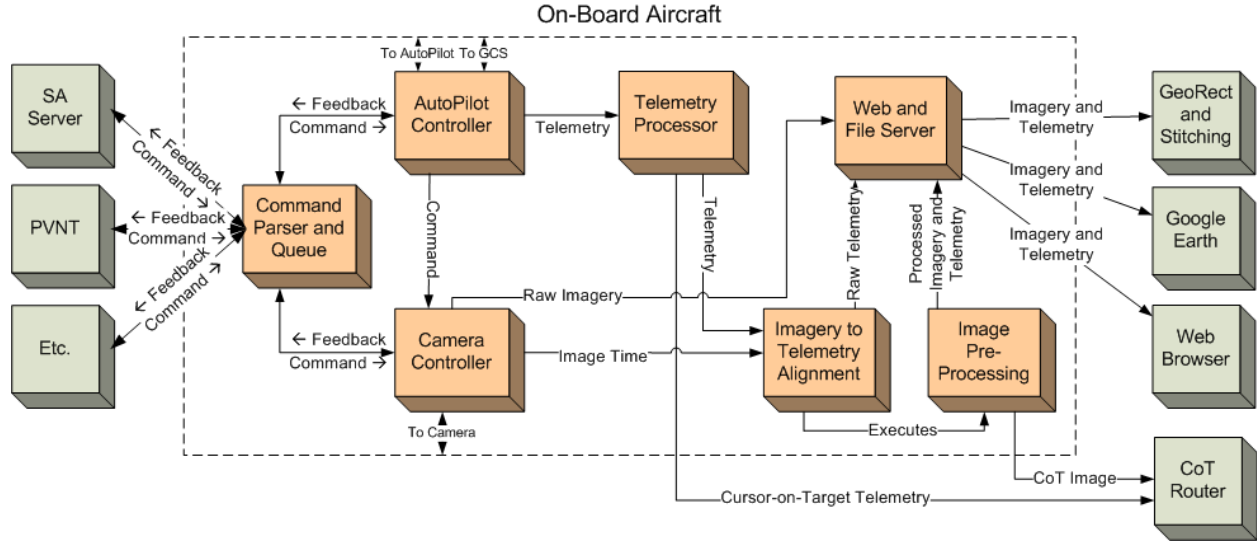 On-Board Aircraft
To AutoPilot
To GCS
SA
Server
PVNT
Etc.
← Feedback
Command →
← Feedback
Command →
← Feedback
Command →
Command
Parser and
Queue
← Feedback
Command →
← Feedback
Command →
AutoPilot
Controller
Command
Camera
Controller
To Camera
Telemetry
Telemetry
Processor
Telemetry
Raw Imagery
Image Time
Imagery to
Telemetry
Alignment
Executes
Image
Pre-
Processing
Raw Telemetry
Processed
Imagery and
Telemetry
Web and
File Server
Imagery and
Telemetry
Imagery and
Telemetry
Imagery and
Telemetry
GeoRect
and
Stitching
Google
Earth
Web
Browser
CoT Image
Cursor-on-Target Telemetry
CoT
Router